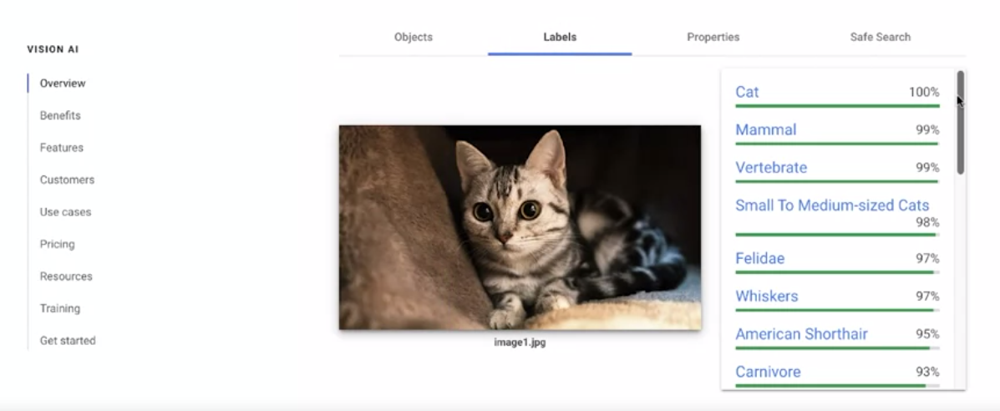 VISION AI
Overview
Benefits
Features
Customers
Use cases
Pricing
Resources
Training
Get started
Objects
Labels
Properties
Safe Search
image1.jpg
Cat 100%
Mammal 99%
Vertebrate 99%
Small To Medium-sized Cats
98%
Felidae 97%
Whiskers 97%
American Shorthair 95%
Carnivore 93%